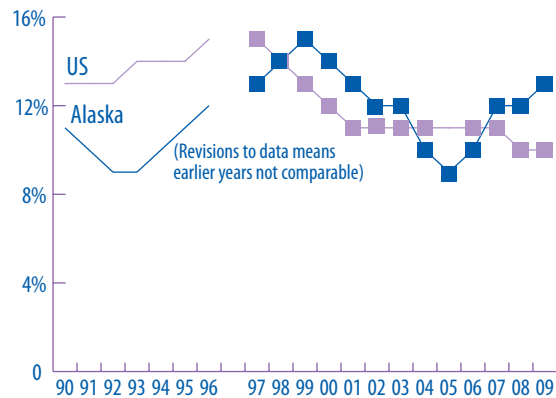 16%
US
12%
Alaska
(Revisions to data means
earlier years not comparable)
8%
4%
0
90 91 92 93 94 95 96 97 98 99 00 01 02 03 04 05 06 07 08 09